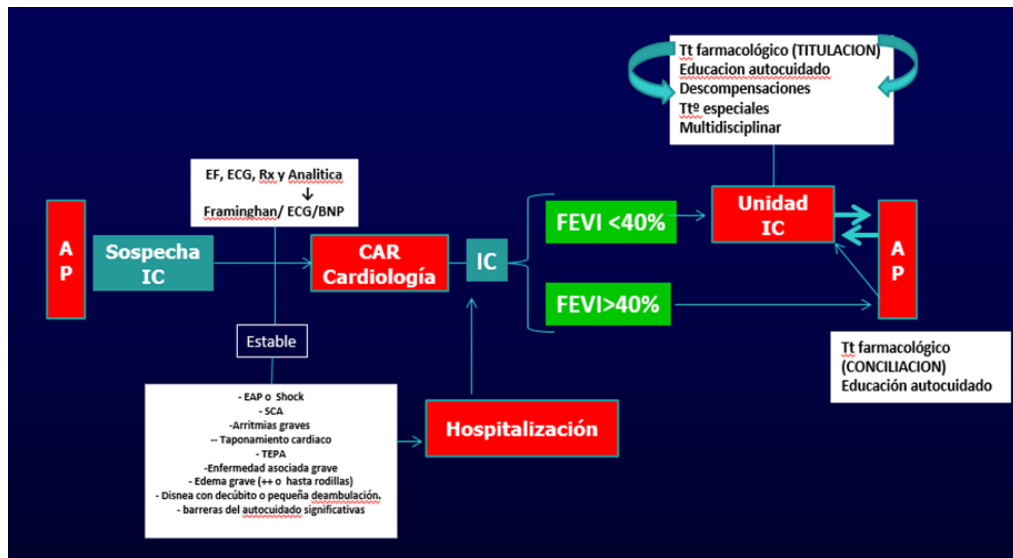 A
P
Sospecha
IC
EF, ECG, Rx y Analitica
↓
Framinghan/ ECG/BNP
Estable
- EAP o Shock
- SCA
-Arritmias graves
-- Taponamiento cardiaco
- TEPA
-Enfermedad asociada grave
- Edema grave (++ o hasta rodillas)
- Disnea con decúbito o pequeña deambulación.
- barreras del autocuidado significativas
CAR
Cardiología
Hospitalización
IC
FEVI <40%
FEVI>40%
Tt farmacológico (TITULACION)
Educacion autocuidado
Descompensaciones
Ttº especiales
Multidisciplinar
Unidad
IC
A
P
Tt farmacológico
(CONCILIACION)
Educación autocuidado